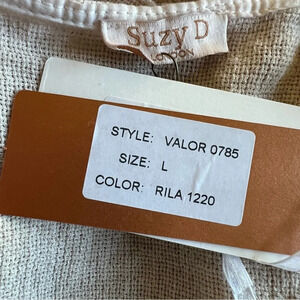 Suzy D
STYLE: VALOR 0785
SIZE: L
COLOR: RILA 1220